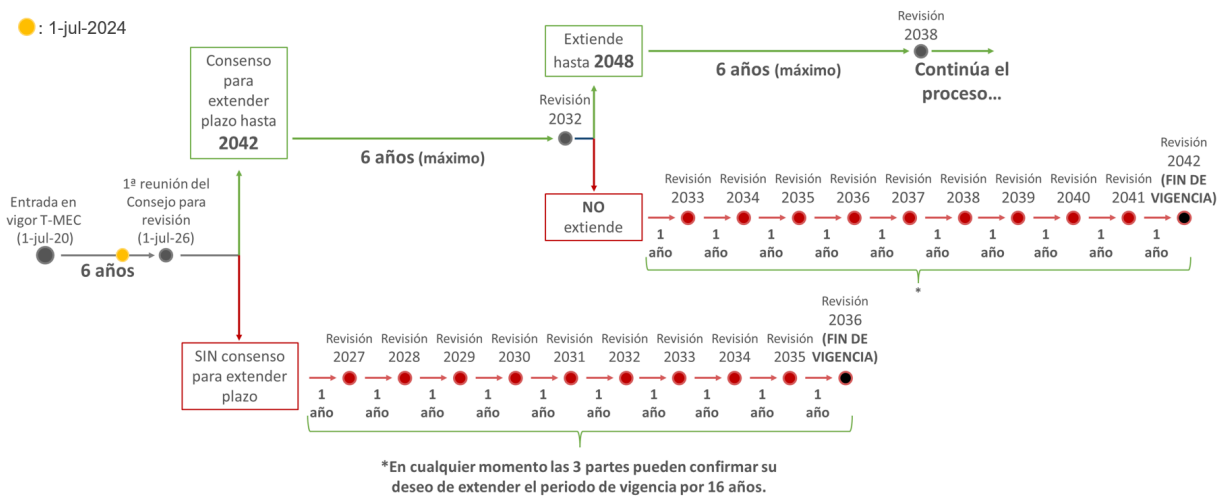 : 1-jul-2024
Entrada en
vigor T-MEC
(1-jul-20)
6 años
1ª reunión del
Consejo para
revisión
(1-jul-26)
Consenso
para
extender
plazo hasta
2042
6 años (máximo)
Revisión
2032
Extiende
hasta 2048
6 años (máximo)
Revisión
2038
Continúa el
proceso...
NO
extiende
Revisión Revisión Revisión Revisión Revisión Revisión Revisión Revisión Revisión
2033 2034 2035 2036 2037 2038 2039 2040 2041
Revisión
2042
(FIN DE
VIGENCIA)
1 1 1 1 1 1 1 1 1 1
año año año año año año año año año año
*
SIN consenso
para extender
plazo
Revisión Revisión Revisión Revisión Revisión Revisión Revisión Revisión Revisión
2027 2028 2029 2030 2031 2032 2033 2034 2035
Revisión
2036
(FIN DE
VIGENCIA)
1 1 1 1 1 1 1 1 1 1
año año año año año año año año año año
*En cualquier momento las 3 partes pueden confirmar su
deseo de extender el periodo de vigencia por 16 años.